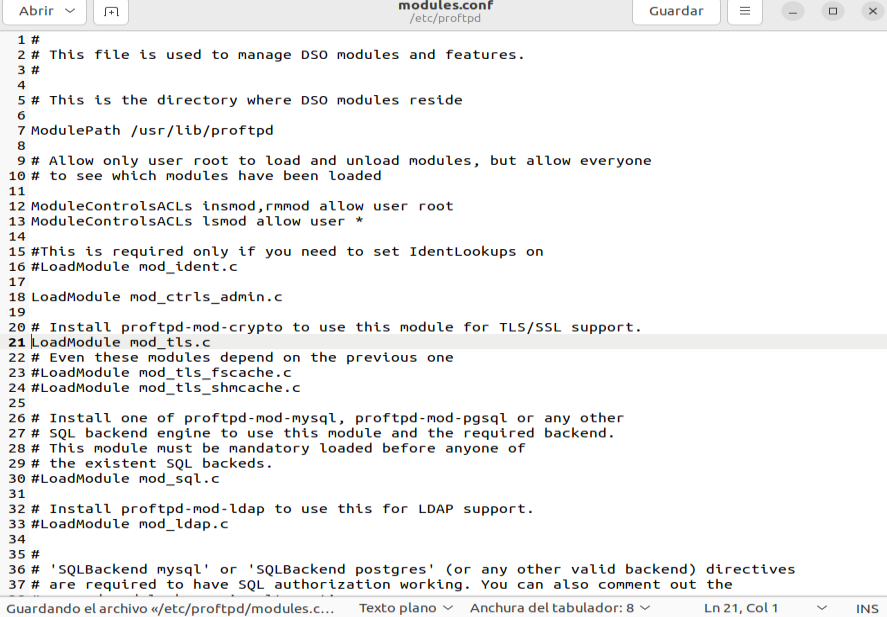 Abrir
modules.conf
/etc/proftpd
Guardar
1 #
2 # This file is used to manage DSO modules and features.
3 #
4
5 # This is the directory where DSO modules reside
6
7 ModulePath /usr/lib/proftpd
8
9 # Allow only user root to load and unload modules, but allow everyone
10 # to see which modules have been loaded
11
12 ModuleControlsACLs insmod,rmmod allow user root
13 ModuleControlsACLs lsmod allow user *
14
15 #This is required only if you need to set IdentLookups on
16 #LoadModule mod_ident.c
17
18 LoadModule mod_ctrls_admin.c
19
20 # Install proftpd-mod-crypto to use this module for TLS/SSL support.
21 LoadModule mod_tls.c
22 # Even these modules depend on the previous one
23 #LoadModule mod_tls_fscache.c
24 #LoadModule mod_tls_shmcache.c
25
26 # Install one of proftpd-mod-mysql, proftpd-mod-pgsql or any other
27 # SQL backend engine to use this module and the required backend.
28 # This module must be mandatory loaded before anyone of
29 # the existent SQL backeds.
30 #LoadModule mod_sql.c
31
32 # Install proftpd-mod-ldap to use this for LDAP support.
33 #LoadModule mod_ldap.c
34
35 #
36 # 'SQLBackend mysql' or 'SQLBackend postgres' (or any other valid backend) directives
37 # are required to have SQL authorization working. You can also comment out the
Guardando el archivo «/etc/proftpd/modules.c... Texto plano Anchura del tabulador: 8 Ln 21, Col 1 INS